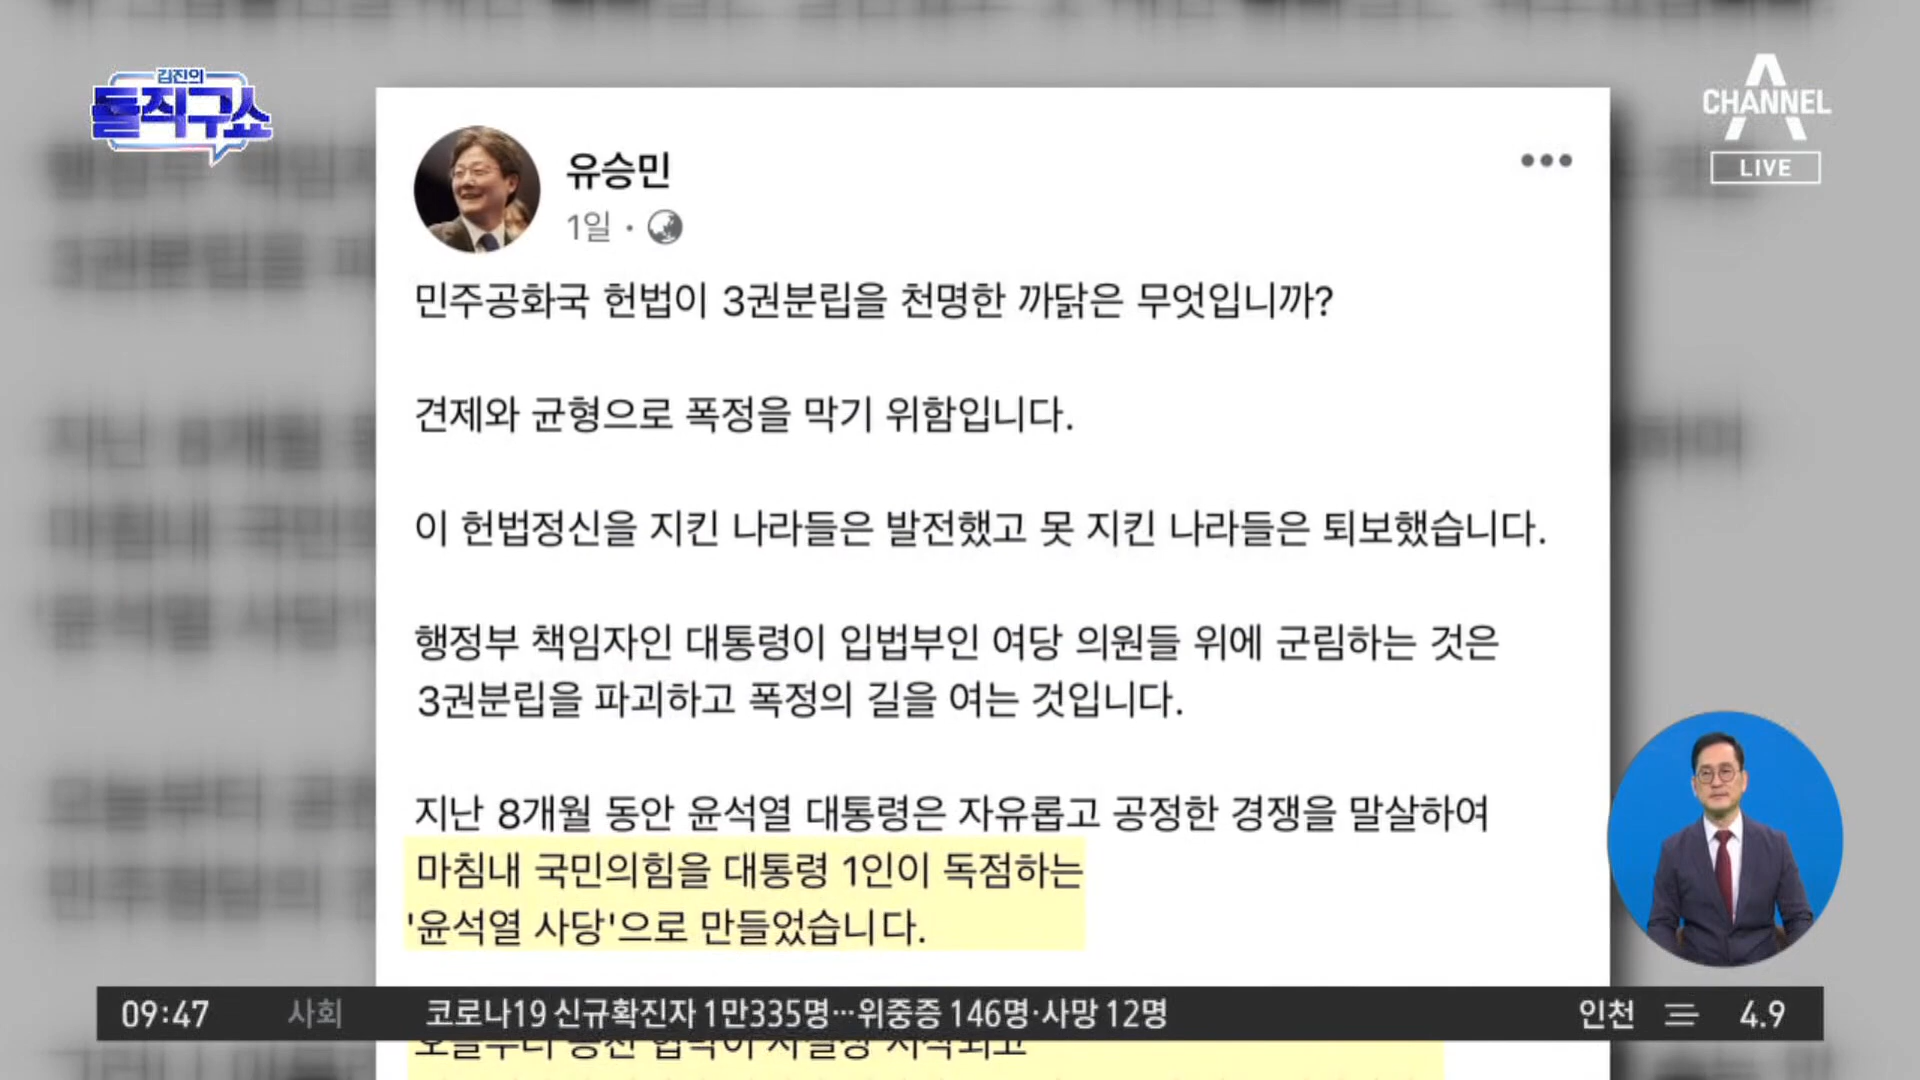 김진의
돌직구쇼
CHANNEL A
LIVE
유승민
1일 ·
민주공화국 헌법이 3권분립을 천명한 까닭은 무엇입니까?
견제와 균형으로 폭정을 막기 위함입니다.
이 헌법정신을 지킨 나라들은 발전했고 못 지킨 나라들은 퇴보했습니다.
행정부 책임자인 대통령이 입법부인 여당 의원들 위에 군림하는 것은
3권분립을 파괴하고 폭정의 길을 여는 것입니다.
지난 8개월 동안 윤석열 대통령은 자유롭고 공정한 경쟁을 말살하여
마침내 국민의힘을 대통령 1인이 독점하는
'윤석열 사당'으로 만들었습니다.
09:47 사회 코로나19 신규확진자 1만335명…위중증 146명·사망 12명 인천 4.9